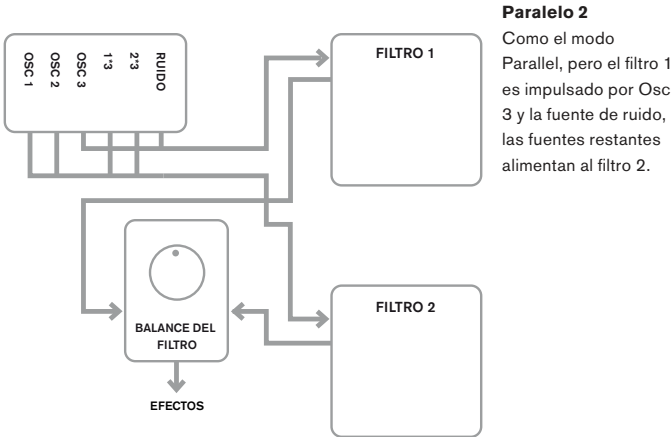 Paralelo 2
Como el modo
Parallel, pero el filtro 1
es impulsado por Osc
3 y la fuente de ruido,
las fuentes restantes
alimentan al filtro 2.
OSC 1
OSC 2
OSC 3
1*3
2*3
RUIDO
FILTRO 1
BALANCE DEL
FILTRO
EFECTOS
FILTRO 2